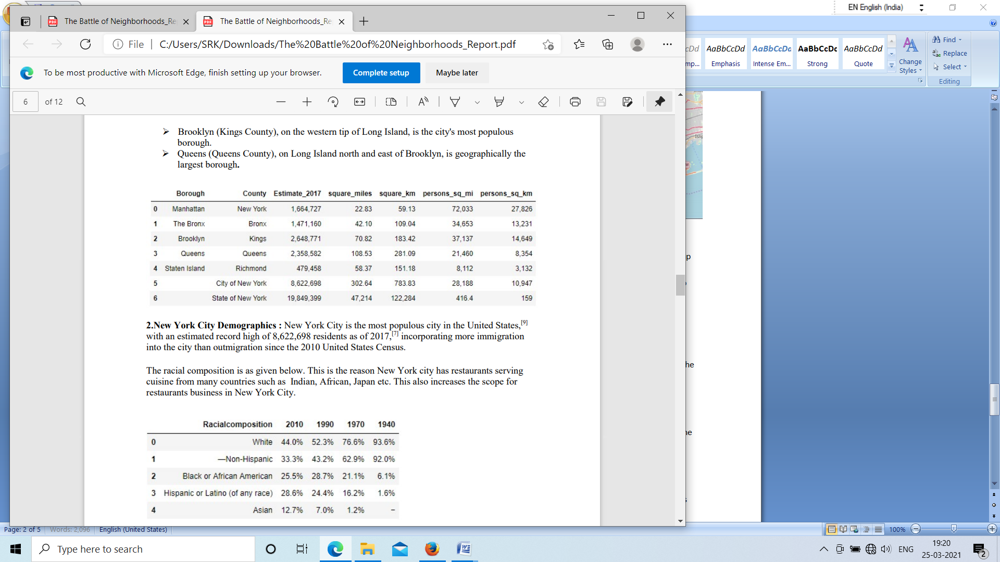 EN English (India)
The Battle of Neighborhoods_Re
The Battle of Neighborhoods_Re
File
C:/Users/SRK/Downloads/The%20Battle%20of%20Neighborhoods_Report.pdf
To be most productive with Microsoft Edge, finish setting up your browser.
Complete setup
Maybe later
6 of 12
➢ Brooklyn (Kings County), on the western tip of Long Island, is the city's most populous
borough.
➢ Queens (Queens County), on Long Island north and east of Brooklyn, is geographically the
largest borough.
Borough County Estimate_2017 square_miles square_km persons_sq_mi persons_sq_km
0 Manhattan New York 1,664,727 22.83 59.13 72,033 27,826
1 The Bronx Bronx 1,471,160 42.10 109.04 34,653 13,231
2 Brooklyn Kings 2,648,771 70.82 183.42 37,137 14,649
3 Queens Queens 2,358,582 108.53 281.09 21,460 8,354
4 Staten Island Richmond 479,458 58.37 151.18 8,112 3,132
5 City of New York 8,622,698 302.64 783.83 28,188 10,947
6 State of New York 19,849,399 47,214 122,284 416.4 159
2.New York City Demographics : New York City is the most populous city in the United States,[9]
with an estimated record high of 8,622,698 residents as of 2017,[7] incorporating more immigration
into the city than outmigration since the 2010 United States Census.
The racial composition is as given below. This is the reason New York city has restaurants serving
cuisine from many countries such as  Indian, African, Japan etc. This also increases the scope for
restaurants business in New York City.
Racialcomposition 2010 1990 1970 1940
0 White 44.0% 52.3% 76.6% 93.6%
1 —Non-Hispanic 33.3% 43.2% 62.9% 92.0%
2 Black or African American 25.5% 28.7% 21.1% 6.1%
3 Hispanic or Latino (of any race) 28.6% 24.4% 16.2% 1.6%
4 Asian 12.7% 7.0% 1.2% –
cDd AaBbCcDd AaBbCcDd AaBbCcDc AaBbCcDd
mp... Emphasis Intense Em... Strong Quote
Change
Styles
Find
Replace
Select
Editing
p
he
he
s
Page: 2 of 5
Words: 2,096
English (United States)
100%
Type here to search
ENG
19:20
25-03-2021
2